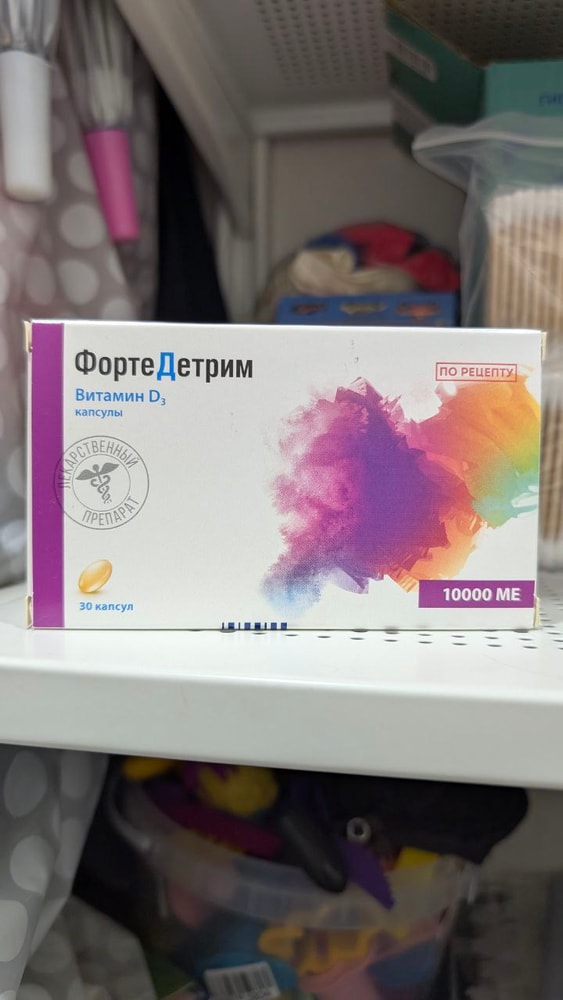 ФортеДетрим
ПО РЕЦЕПТУ
Витамин D₃
капсулы
ЛЕКАРСТВЕННЫЙ
ПРЕПАРАТ
30 капсул
10000 МЕ